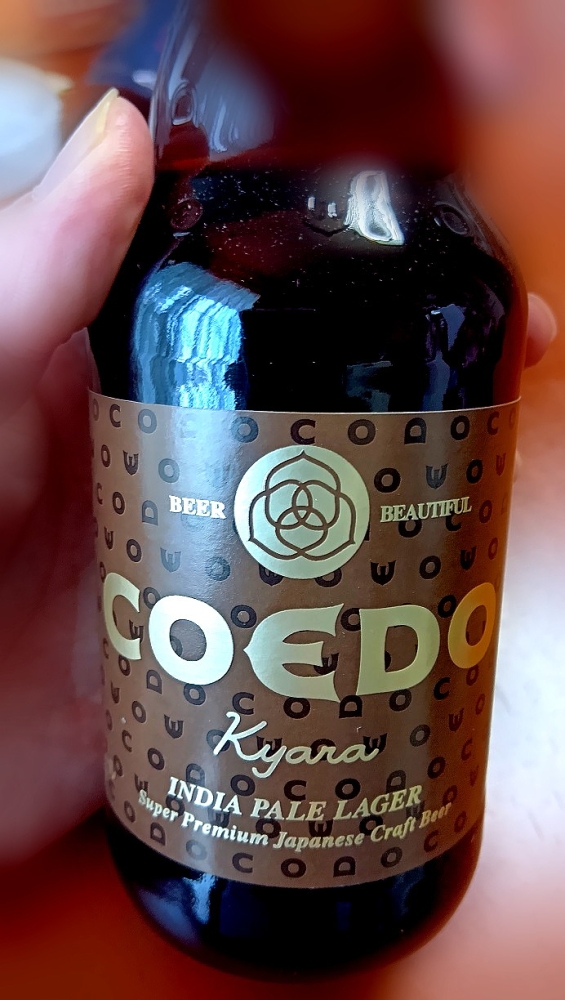 BEER BEAUTIFUL
COEDO
Kyara
INDIA PALE LAGER
Super Premium Japanese Craft Beer